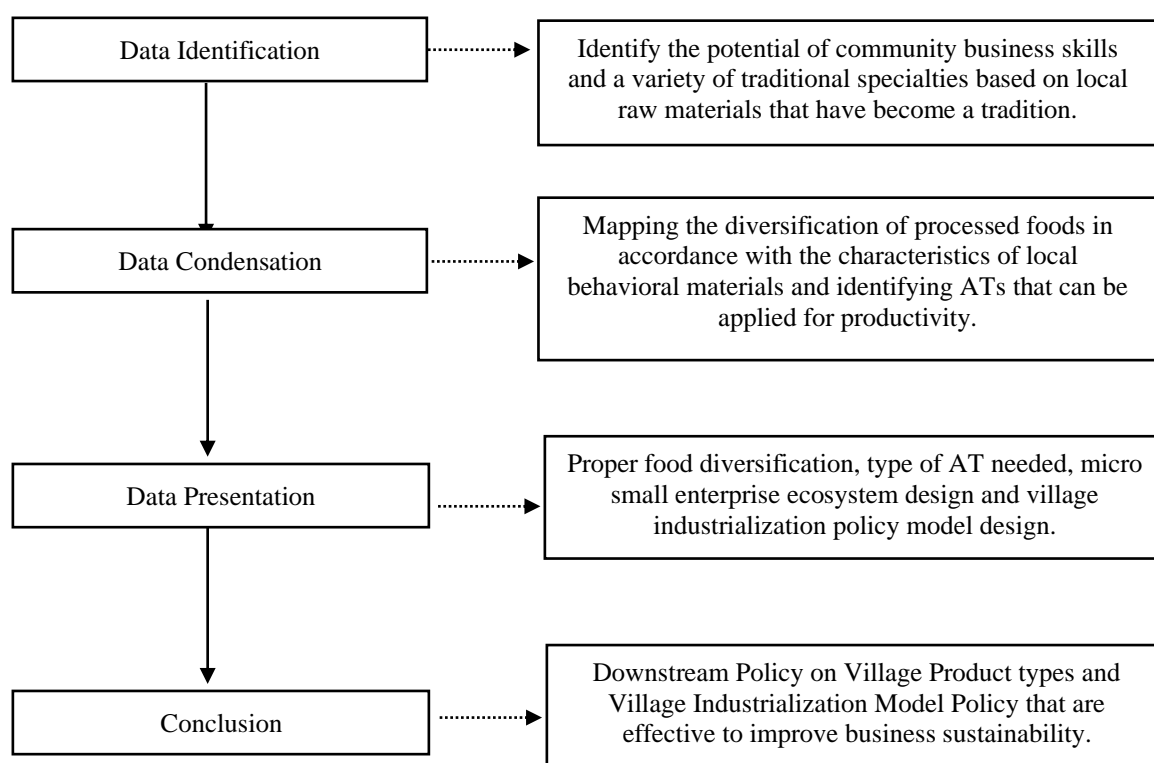 Data Identification
Identify the potential of community business skills
and a variety of traditional specialties based on local
raw materials that have become a tradition.
Data Condensation
Mapping the diversification of processed foods in
accordance with the characteristics of local
behavioral materials and identifying ATs that can be
applied for productivity.
Data Presentation
Proper food diversification, type of AT needed, micro
small enterprise ecosystem design and village
industrialization policy model design.
Conclusion
Downstream Policy on Village Product types and
Village Industrialization Model Policy that are
effective to improve business sustainability.